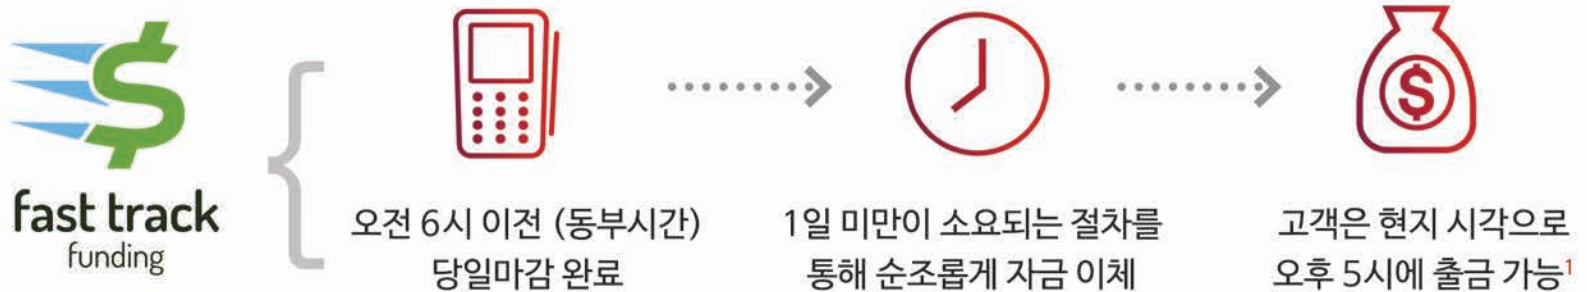 fast track
funding
오전 6시 이전 (동부시간)
당일마감 완료
1일 미만이 소요되는 절차를
통해 순조롭게 자금 이체
고객은 현지 시각으로
오후 5시에 출금 가능¹